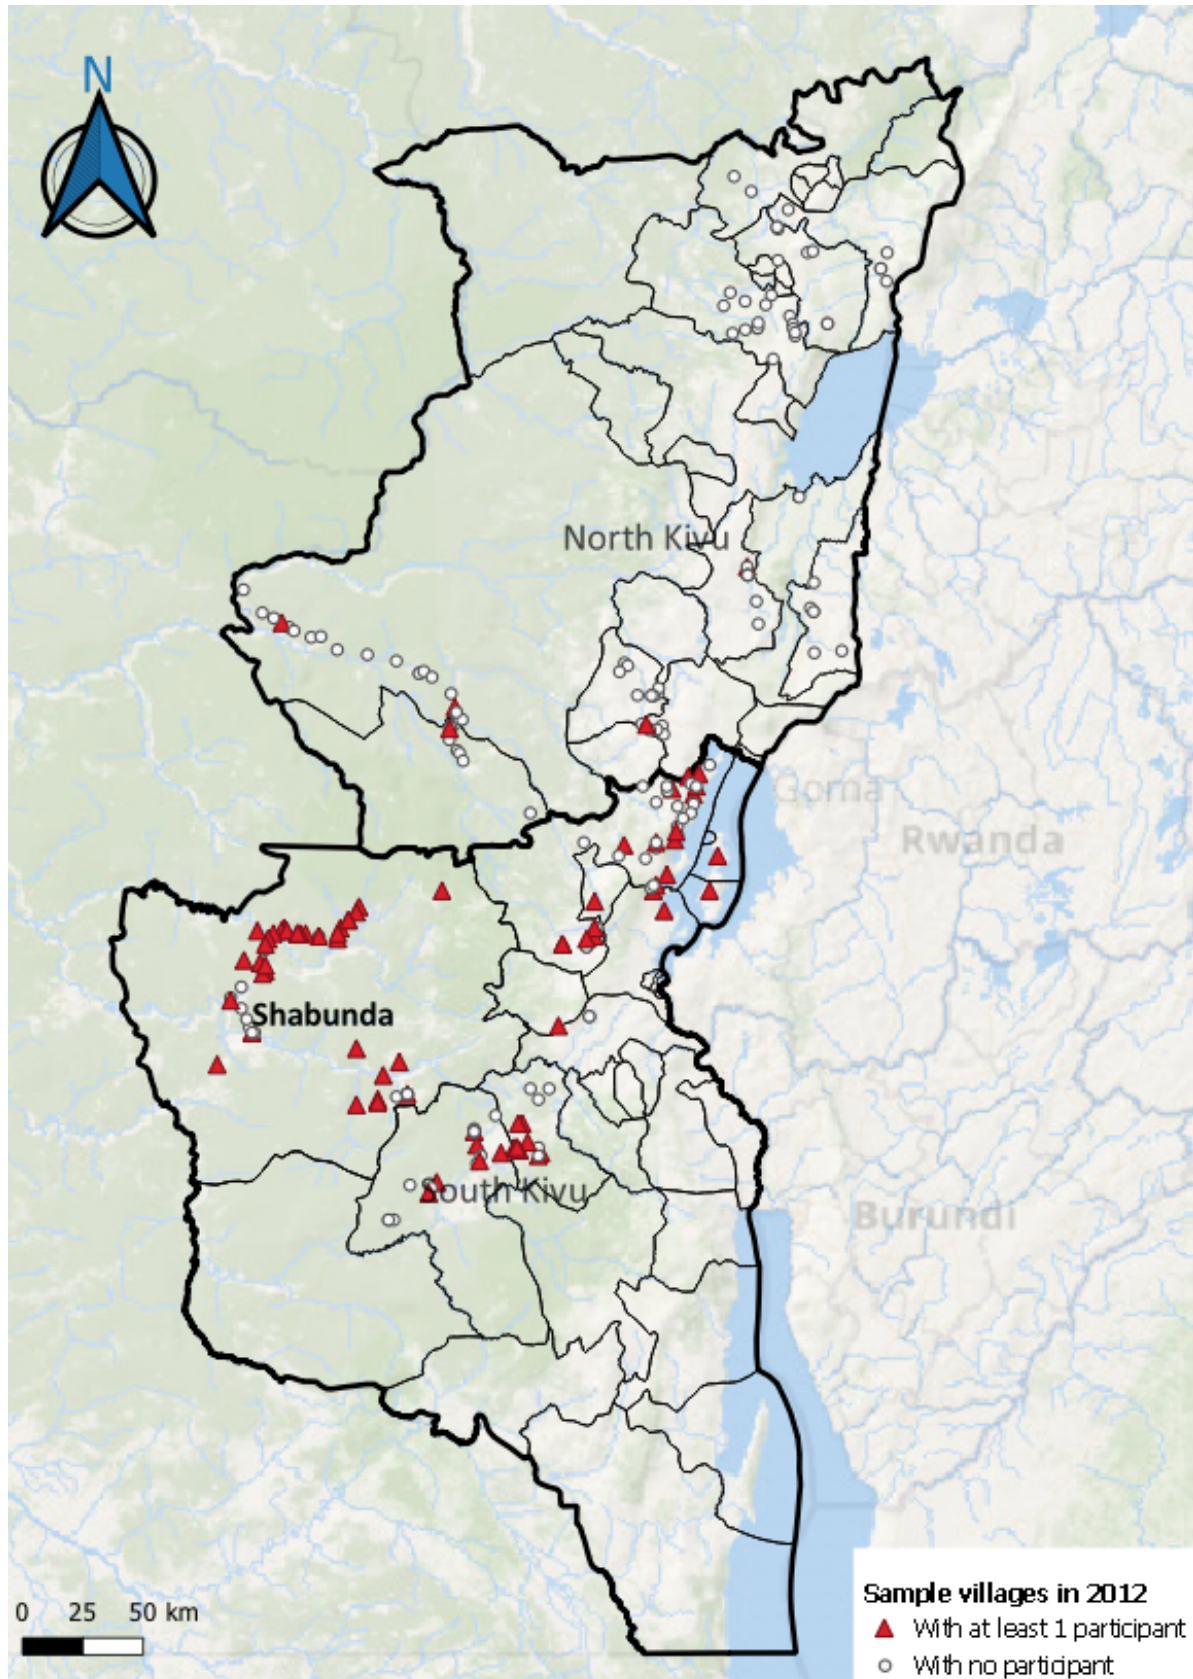 N
North Kivu
Goma
Rwanda
Shabunda
South Kivu
Burundi
0 25 50 km
Sample villages in 2012
With at least 1 participant
With no participant